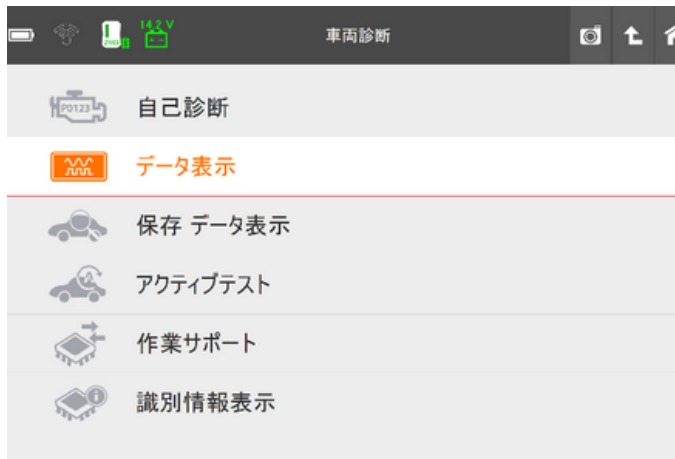 14.2 V
車両診断
P0123
自己診断
データ表示
保存 データ表示
アクティブテスト
作業サポート
識別情報表示